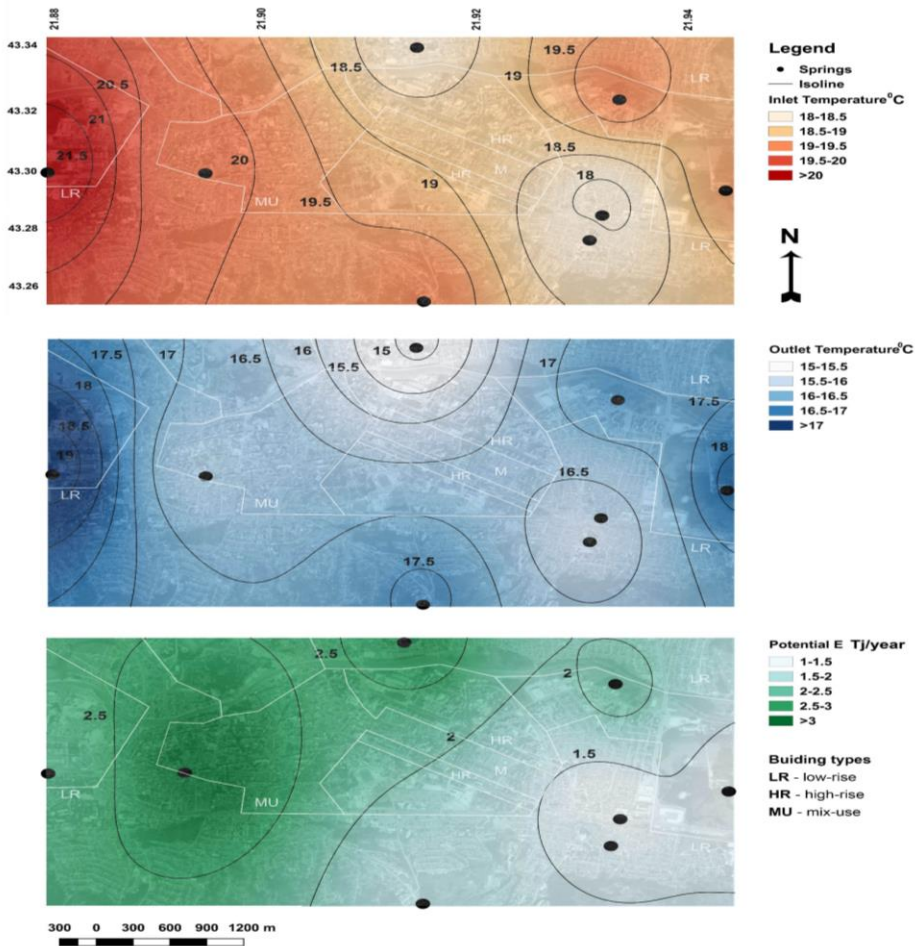 21.88
21.90
21.92
21.94
43.34
43.32
43.30
43.28
43.26
20.5
21
21.5
LR
20
MU
19.5
18.5
19
19.5
LR
HR
HR
M
18.5
19
18
LR
Legend
Springs
Isoline
Inlet Temperature°C
18-18.5
18.5-19
19-19.5
19.5-20
>20
N
17.5
17
18
18.5
19
LR
16.5
16
15.5
15
MU
HR
HR
M
17
LR
17.5
18
16.5
LR
Outlet Temperature°C
15-15.5
15.5-16
16-16.5
16.5-17
>17
17.5
2.5
2.5
LR
MU
2
HR
HR
M
2
LR
1.5
LR
Potential E Tj/year
1-1.5
1.5-2
2-2.5
2.5-3
>3
Buiding types
LR - low-rise
HR - high-rise
MU - mix-use
300 0 300 600 900 1200 m